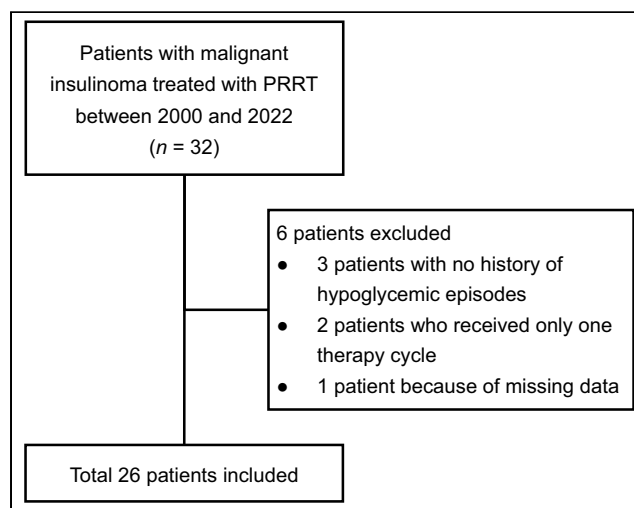 Patients with malignant
insulinoma treated with PRRT
between 2000 and 2022
(n = 32)
6 patients excluded
● 3 patients with no history of
hypoglycemic episodes
● 2 patients who received only one
therapy cycle
● 1 patient because of missing data
Total 26 patients included